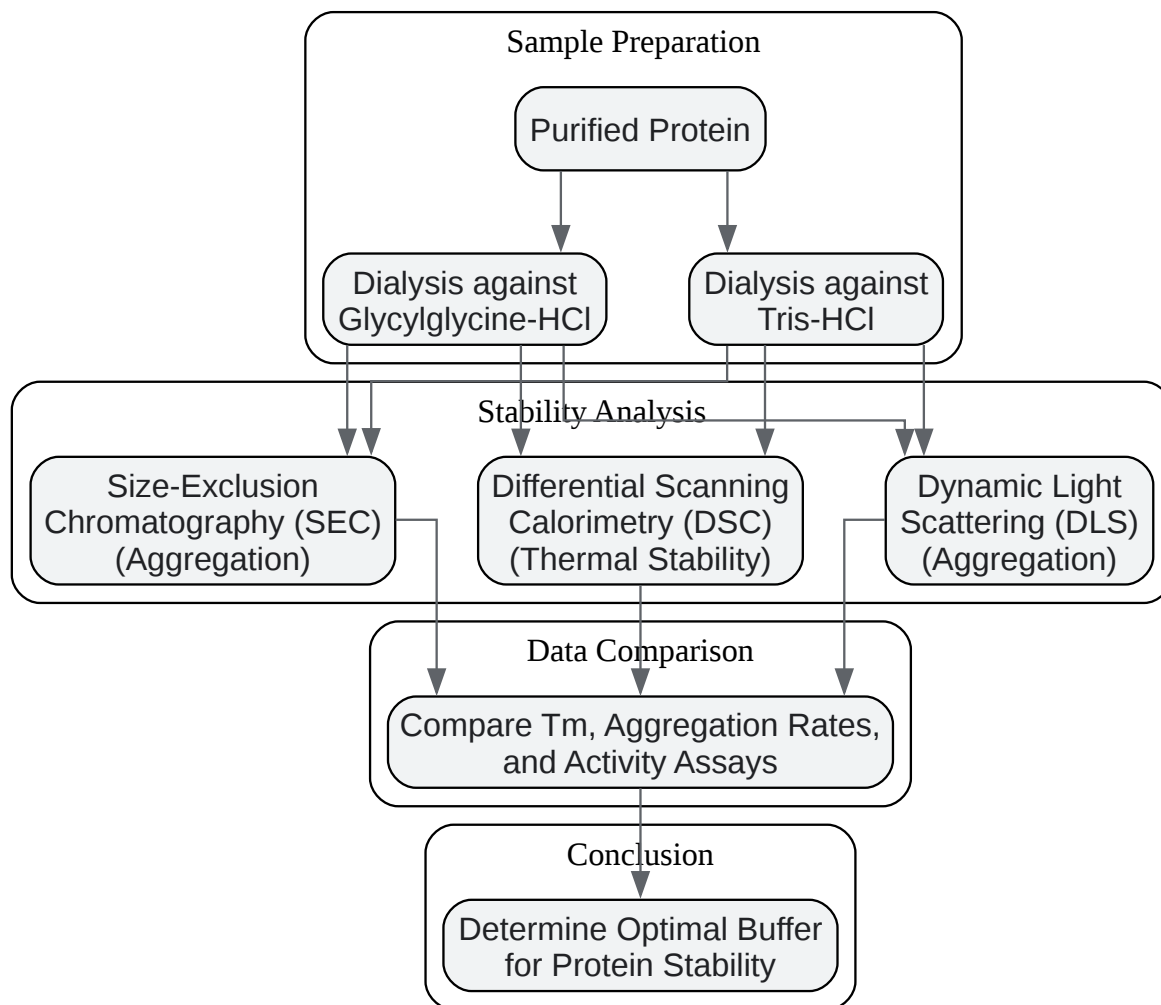 Sample Preparation
Purified Protein
Dialysis against
Glycylglycine-HCl
Dialysis against
Tris-HCl
Stability Analysis
Size-Exclusion
Chromatography (SEC)
(Aggregation)
Differential Scanning
Calorimetry (DSC)
(Thermal Stability)
Dynamic Light
Scattering (DLS)
(Aggregation)
Data Comparison
Compare Tm, Aggregation Rates,
and Activity Assays
Conclusion
Determine Optimal Buffer
for Protein Stability